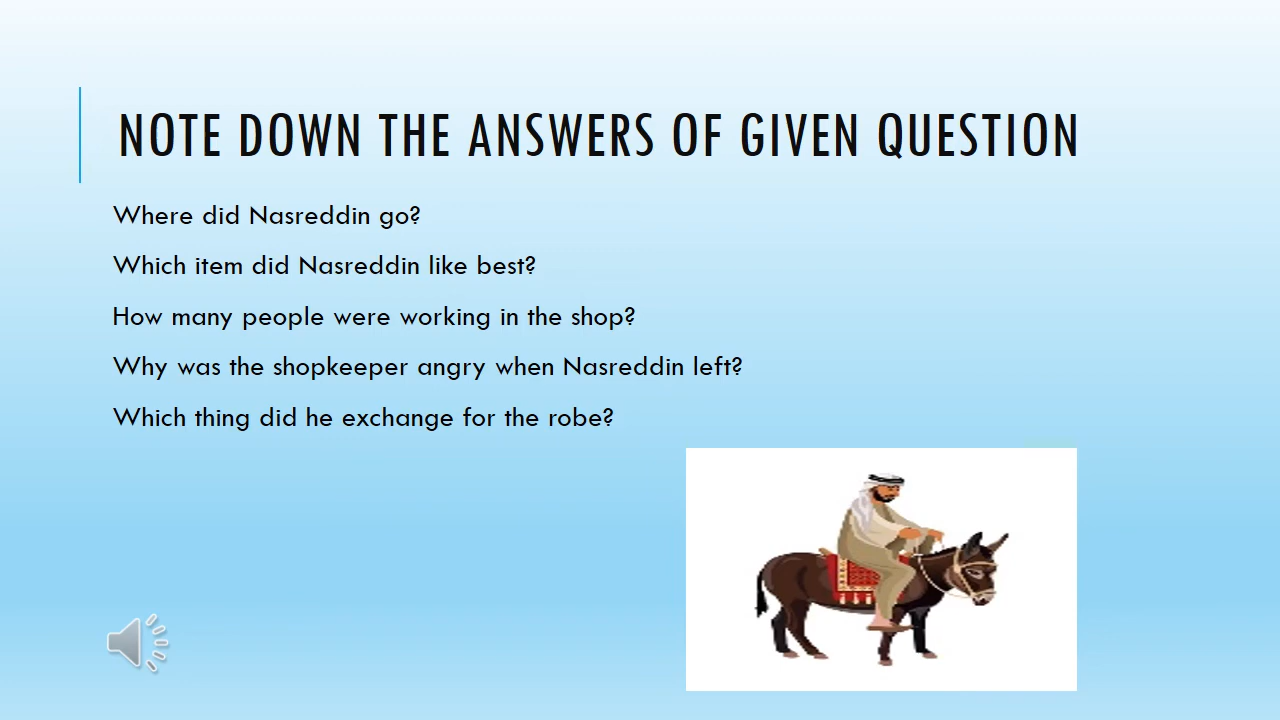 NOTE DOWN THE ANSWERS OF GIVEN QUESTION
Where did Nasreddin go?
Which item did Nasreddin like best?
How many people were working in the shop?
Why was the shopkeeper angry when Nasreddin left?
Which thing did he exchange for the robe?